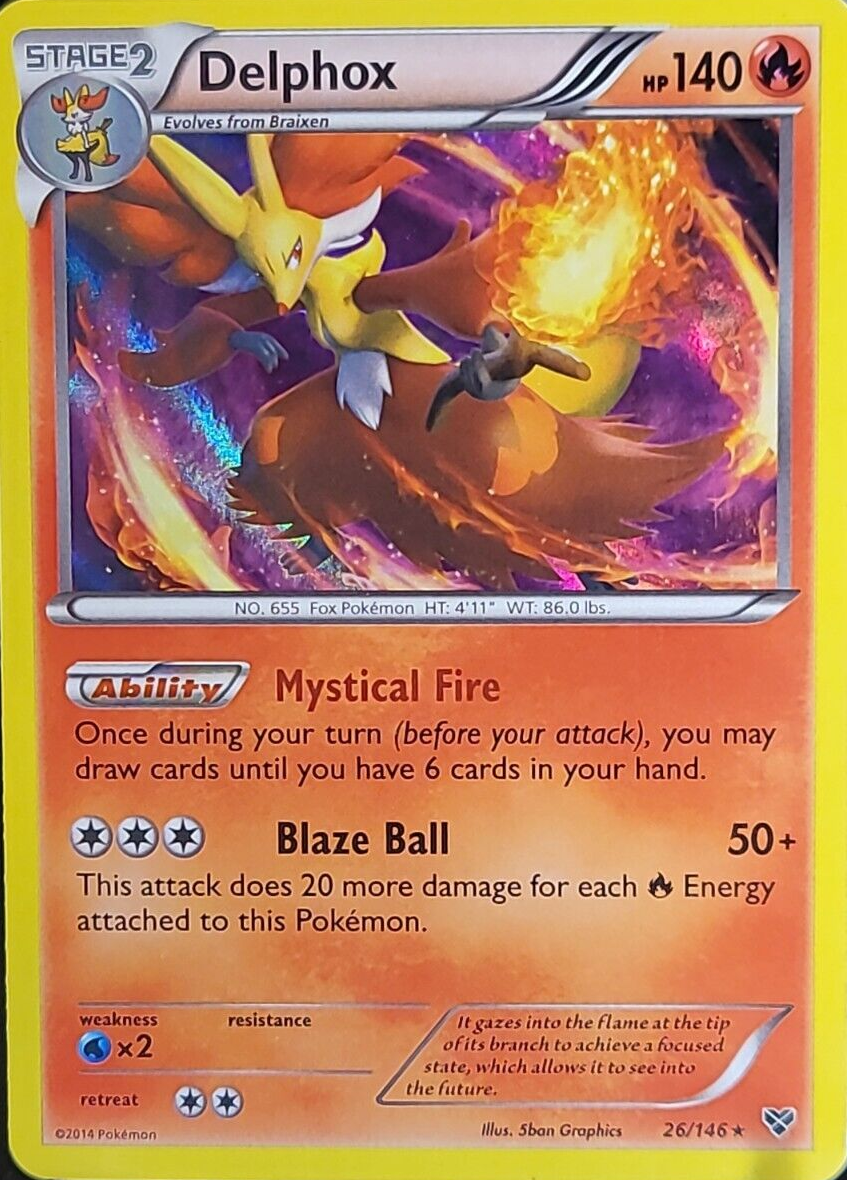 STAGE2
Delphox
HP 140
Evolves from Braixen
NO. 655 Fox Pokémon HT: 4'11" WT: 86.0 lbs.
Ability Mystical Fire
Once during your turn (before your attack), you may
draw cards until you have 6 cards in your hand.
Blaze Ball 50+
This attack does 20 more damage for each Energy
attached to this Pokémon.
weakness resistance
x2
It gazes into the flame at the tip
of its branch to achieve a focused
state, which allows it to see into
the future.
retreat
©2014 Pokémon
Illus. 5ban Graphics
26/146★